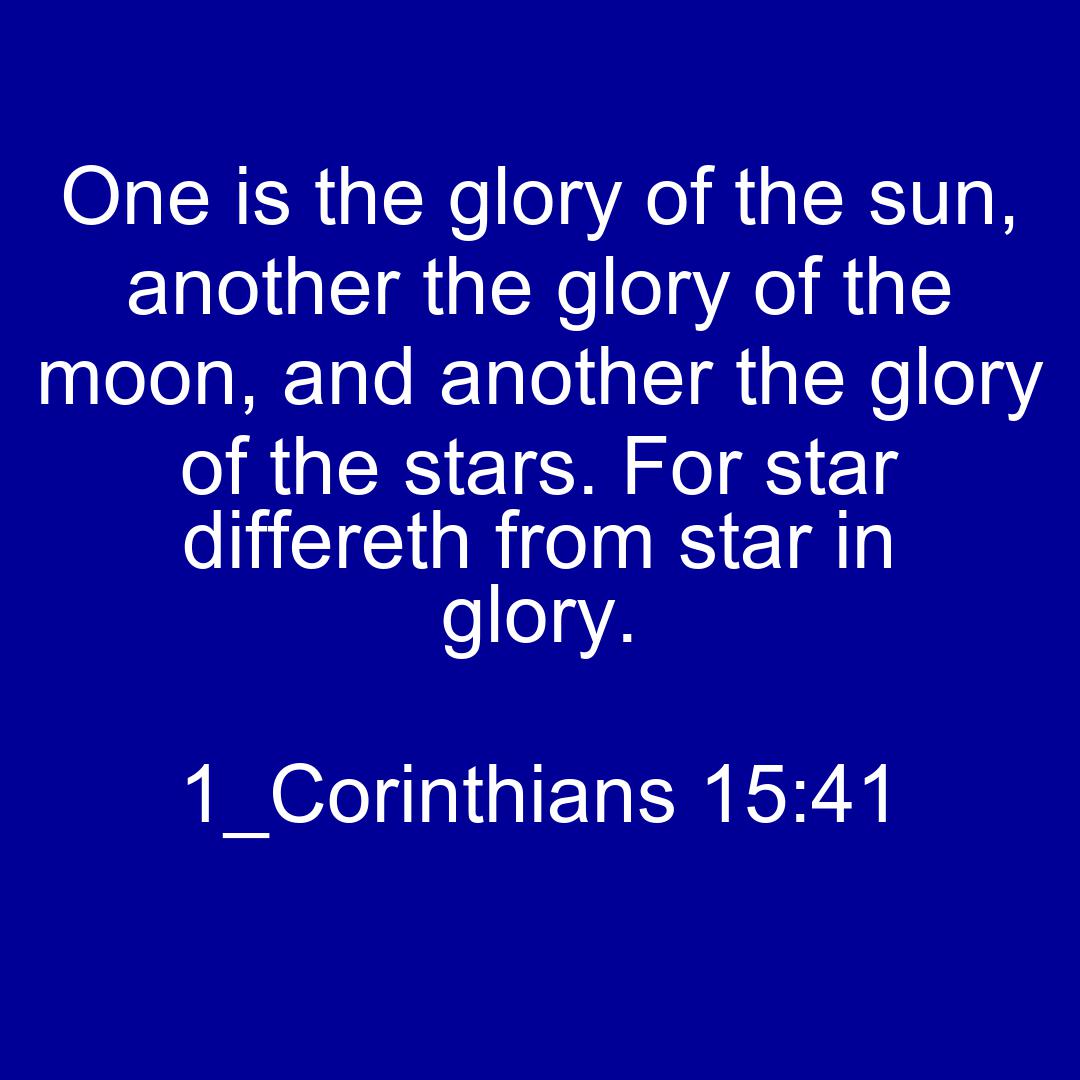 One is the glory of the sun,
another the glory of the
moon, and another the glory
of the stars. For star
differeth from star in
glory.
1_Corinthians 15:41